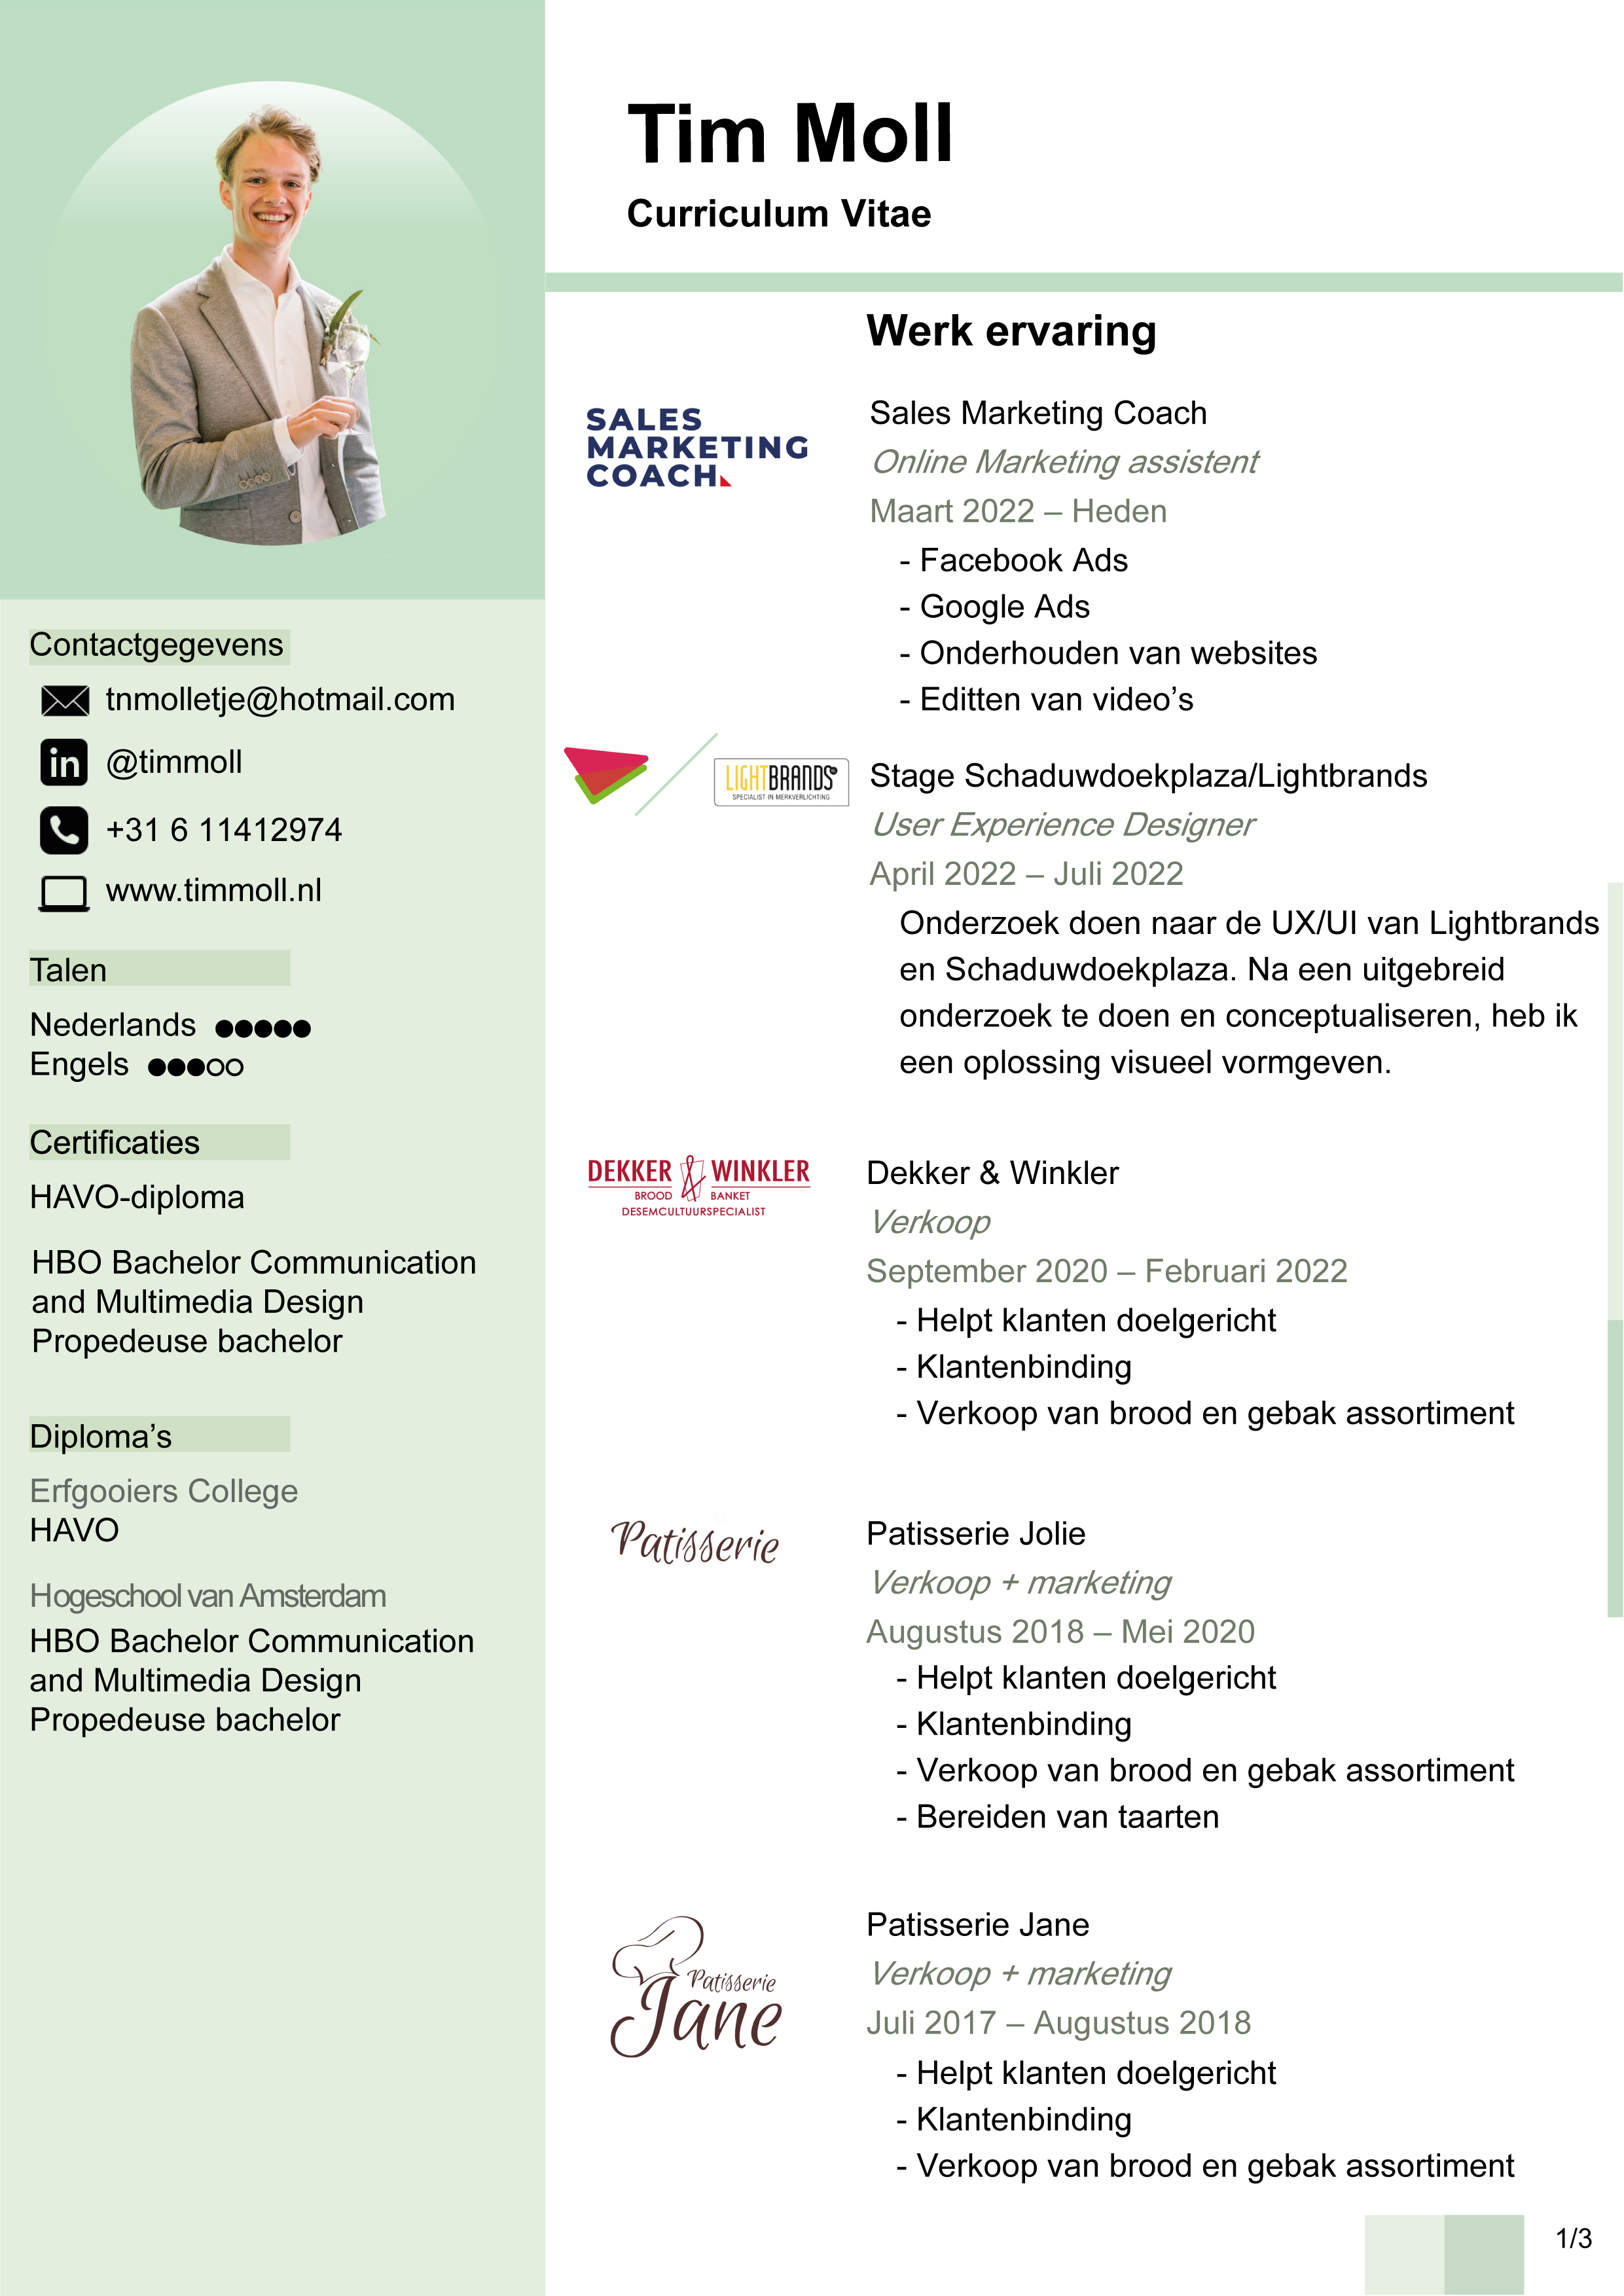 Tim Moll
Curriculum Vitae
Contactgegevens
tnmolletje@hotmail.com
in @timmoll
+31 6 11412974
www.timmoll.nl
Talen
Nederlands
Engels
Certificaties
HAVO-diploma
HBO Bachelor Communication
and Multimedia Design
Propedeuse bachelor
Diploma’s
Erfgooiers College
HAVO
Hogeschool van Amsterdam
HBO Bachelor Communication
and Multimedia Design
Propedeuse bachelor
Werk ervaring
SALES
MARKETING
COACH
Sales Marketing Coach
Online Marketing assistent
Maart 2022 – Heden
- Facebook Ads
- Google Ads
- Onderhouden van websites
- Editten van video’s
LIGHTBRANDS
SPECIALIST IN MERKVERLICHTING
Stage Schaduwdoekplaza/Lightbrands
User Experience Designer
April 2022 – Juli 2022
Onderzoek doen naar de UX/UI van Lightbrands
en Schaduwdoekplaza. Na een uitgebreid
onderzoek te doen en conceptualiseren, heb ik
een oplossing visueel vormgeven.
DEKKER & WINKLER
BROOD BANKET
DESEMCULTUURSPECIALIST
Dekker & Winkler
Verkoop
September 2020 – Februari 2022
- Helpt klanten doelgericht
- Klantenbinding
- Verkoop van brood en gebak assortiment
Patisserie
Patisserie Jolie
Verkoop + marketing
Augustus 2018 – Mei 2020
- Helpt klanten doelgericht
- Klantenbinding
- Verkoop van brood en gebak assortiment
- Bereiden van taarten
Patisserie
Jane
Patisserie Jane
Verkoop + marketing
Juli 2017 – Augustus 2018
- Helpt klanten doelgericht
- Klantenbinding
- Verkoop van brood en gebak assortiment
1/3